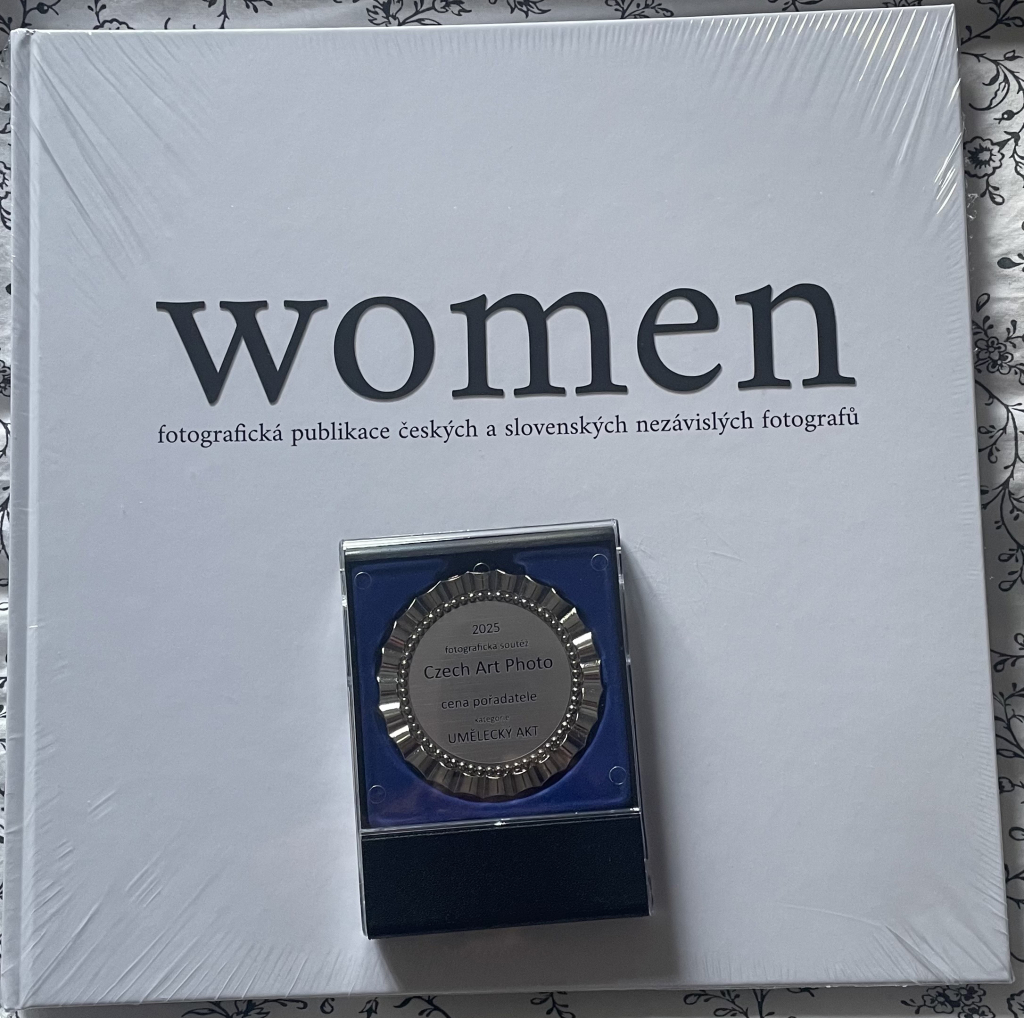 women
fotografická publikace českých a slovenských nezávislých fotografů
2025
fotografická soutěž
Czech Art Photo
cena pořadatele
kategorie
UMĚLECKÝ AKT